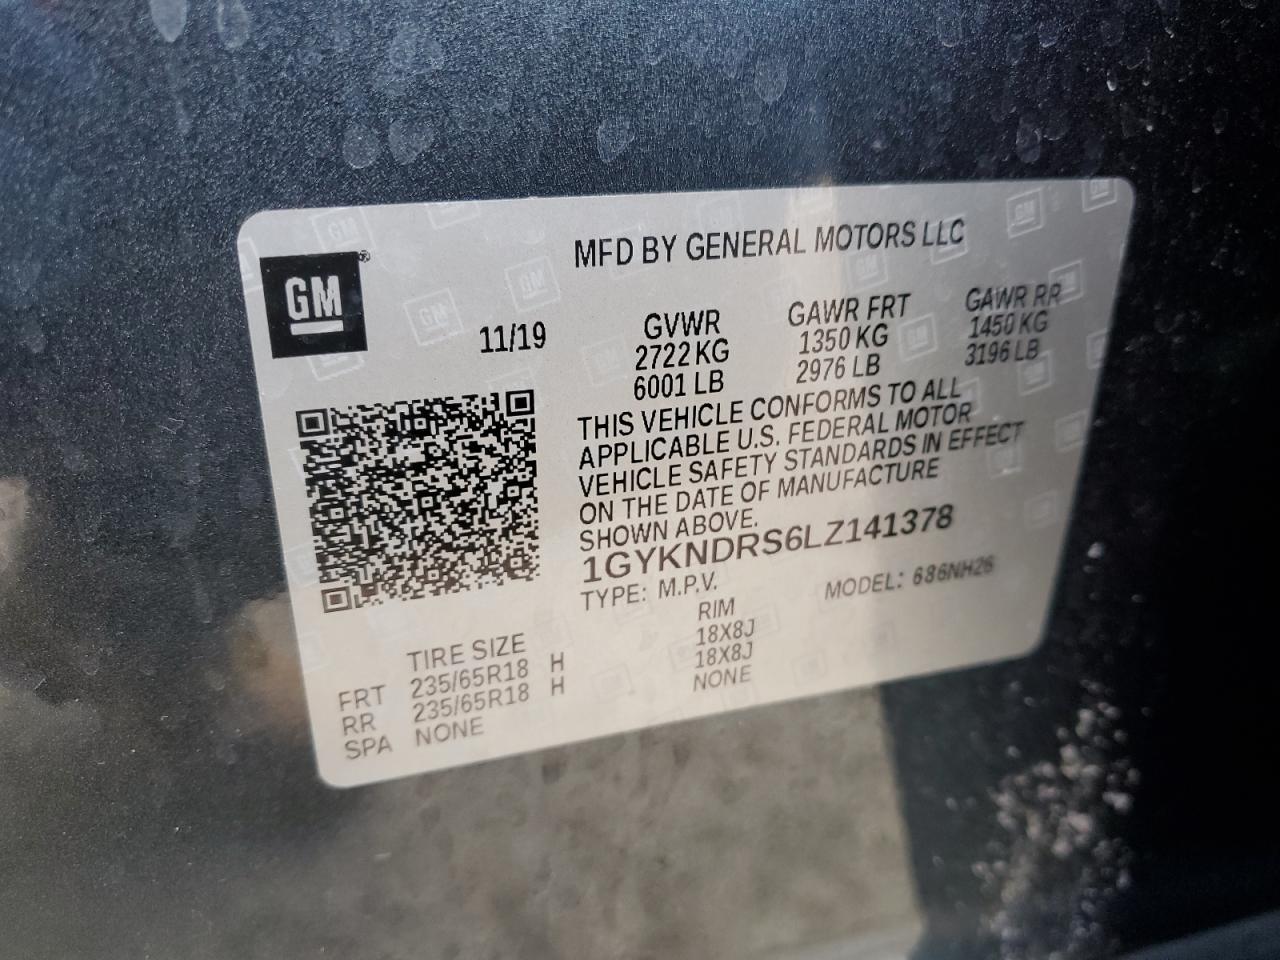 GM®
MFD BY GENERAL MOTORS LLC
11/19
GVWR GAWR FRT GAWR RR
2722 KG 1350 KG 1450 KG
6001 LB 2976 LB 3196 LB
THIS VEHICLE CONFORMS TO ALL
APPLICABLE U.S. FEDERAL MOTOR
VEHICLE SAFETY STANDARDS IN EFFECT
ON THE DATE OF MANUFACTURE
SHOWN ABOVE.
1GYKNDRS6LZ141378
TYPE: M.P.V. MODEL: 686NH26
TIRE SIZE RIM
FRT 235/65R18 H 18X8J
RR 235/65R18 H 18X8J
SPA NONE NONE